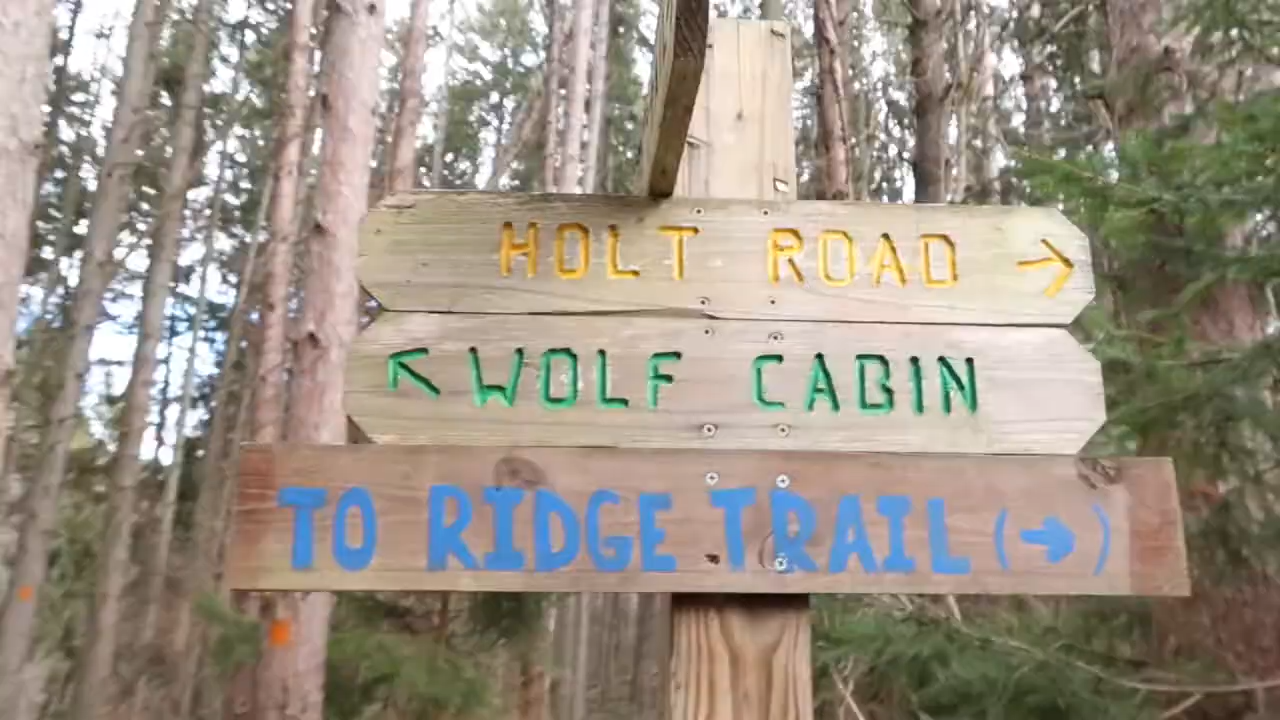 HOLT ROAD →
↖ WOLF CABIN
TO RIDGE TRAIL (→)